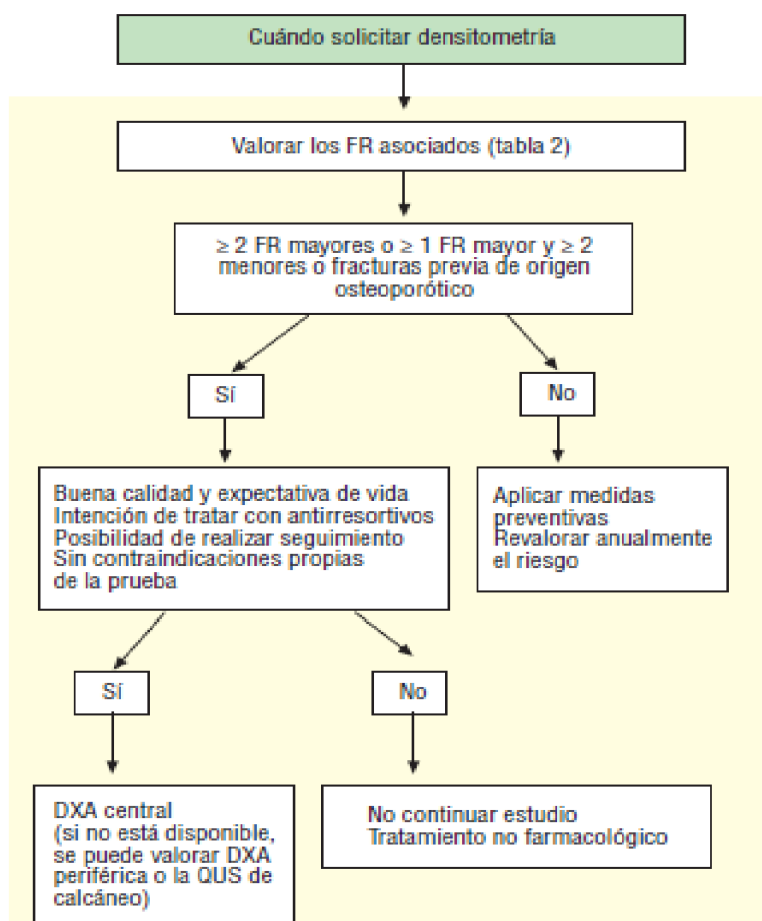 Cuándo solicitar densitometría
Valorar los FR asociados (tabla 2)
≥ 2 FR mayores o ≥ 1 FR mayor y ≥ 2
menores o fracturas previa de origen
osteoporótico
Sí
No
Buena calidad y expectativa de vida
Intención de tratar con antirresortivos
Posibilidad de realizar seguimiento
Sin contraindicaciones propias
de la prueba
Aplicar medidas
preventivas
Revalorar anualmente
el riesgo
Sí
No
DXA central
(si no está disponible,
se puede valorar DXA
periférica o la QUS de
calcáneo)
No continuar estudio
Tratamiento no farmacológico